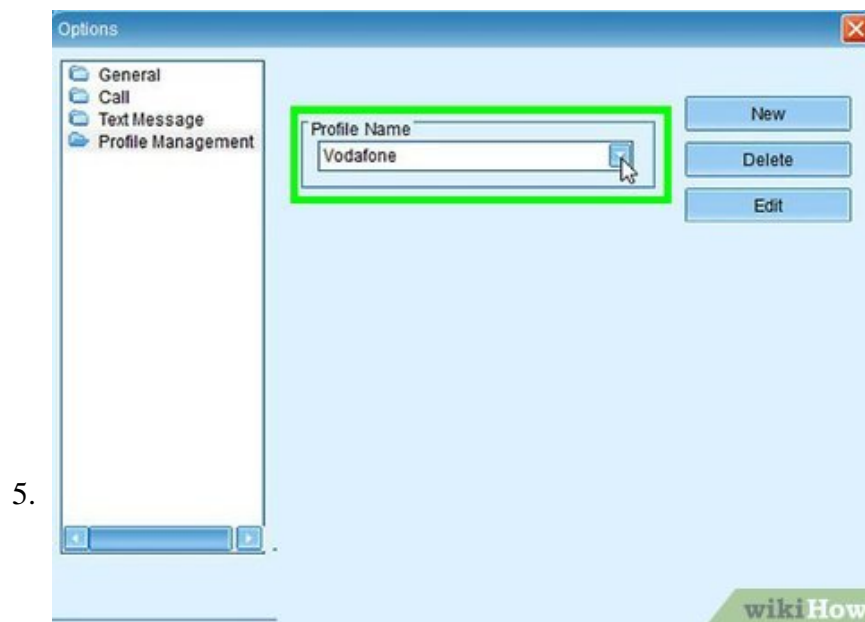 Options
General
Call
Text Message
Profile Management
Profile Name
Vodafone
New
Delete
Edit
5.
wikiHow